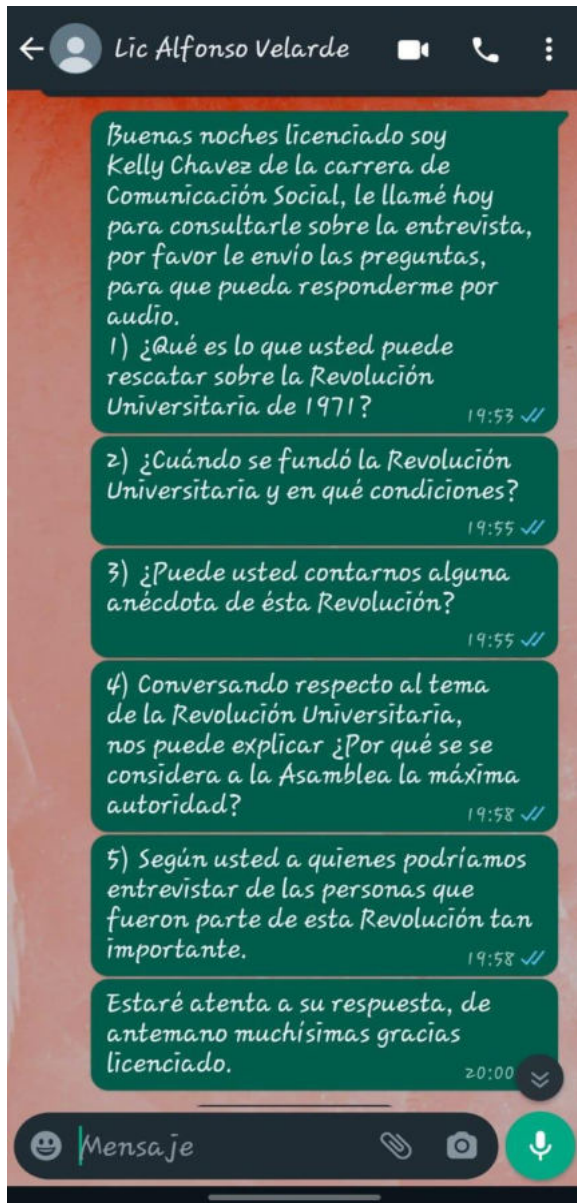 Lic Alfonso Velarde
Buenas noches licenciado soy
Kelly Chavez de la carrera de
Comunicación Social, le llamé hoy
para consultarle sobre la entrevista,
por favor le envío las preguntas,
para que pueda responderme por
audio.
1) ¿Qué es lo que usted puede
rescatar sobre la Revolución
Universitaria de 1971?
19:53
2) ¿Cuándo se fundó la Revolución
Universitaria y en qué condiciones?
19:55
3) ¿Puede usted contarnos alguna
anécdota de ésta Revolución?
19:55
4) Conversando respecto al tema
de la Revolución Universitaria,
nos puede explicar ¿Por qué se se
considera a la Asamblea la máxima
autoridad?
19:58
5) Según usted a quienes podríamos
entrevistar de las personas que
fueron parte de esta Revolución tan
importante.
19:58
Estaré atenta a su respuesta, de
antemano muchísimas gracias
licenciado.
20:00
Mensaje